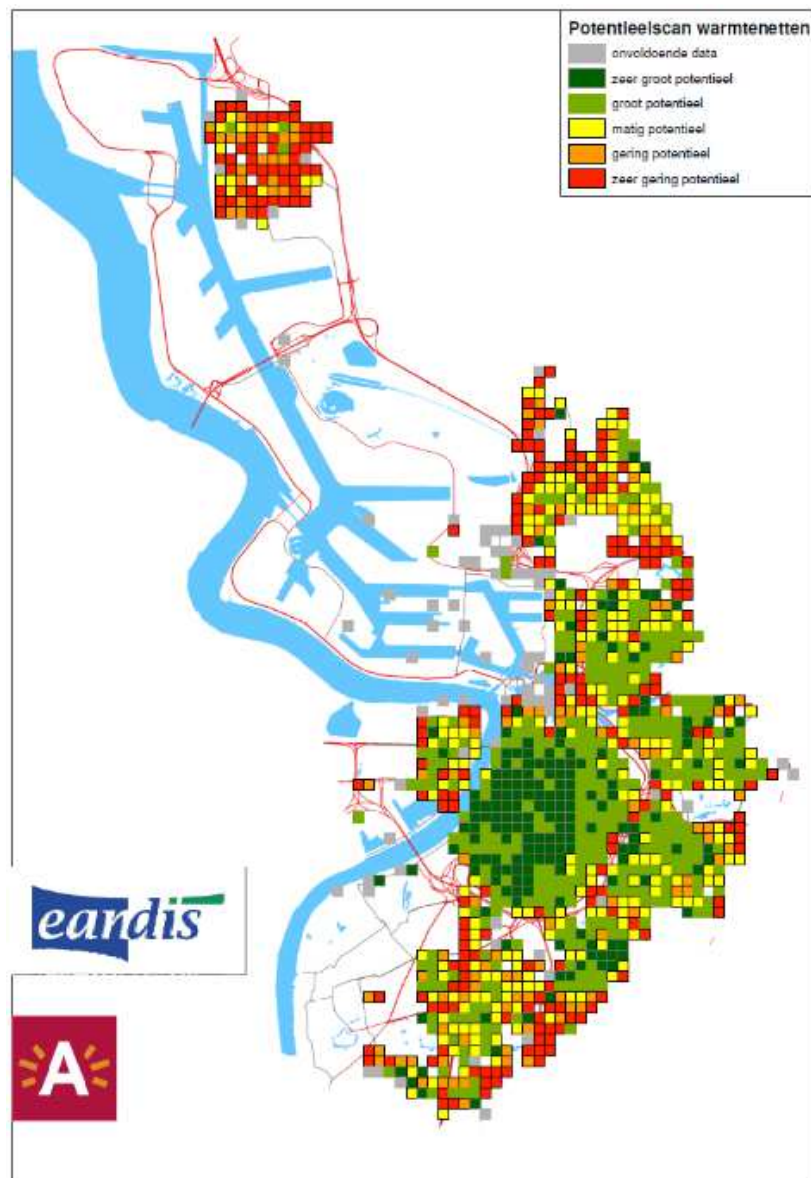 Potentieelscan warmtenetten
onvoldoende data
zeer groot potentieel
groot potentieel
matig potentieel
gering potentieel
zeer gering potentieel
eandis
A